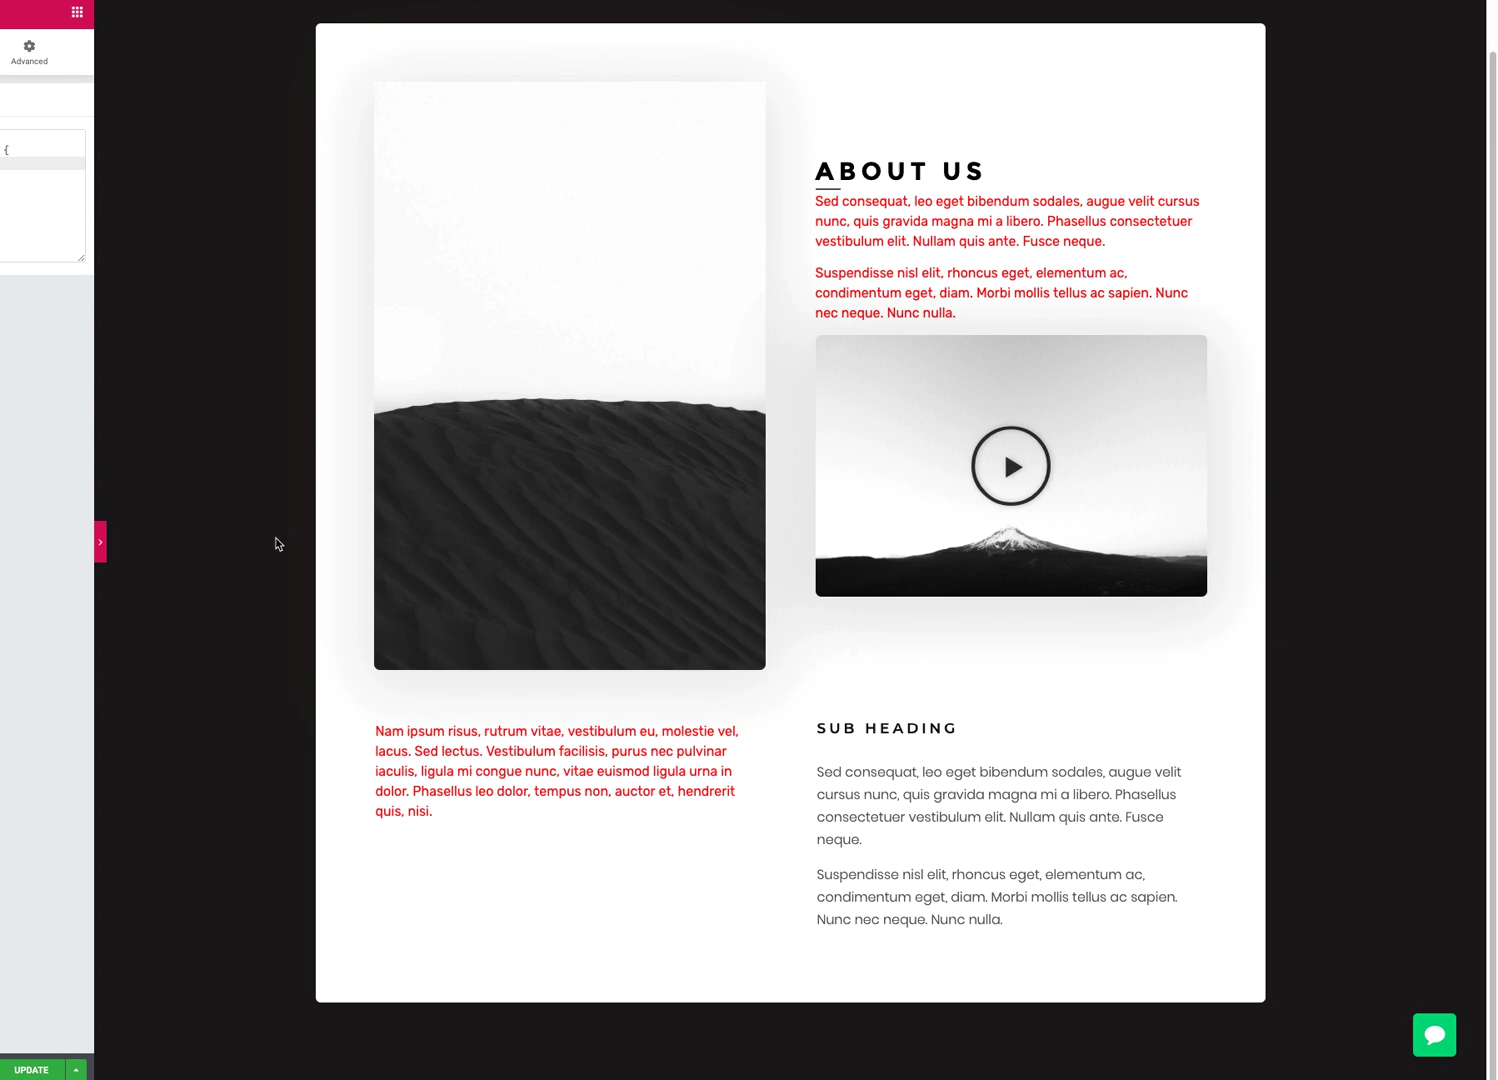 Advanced
{
ABOUT US
Sed consequat, leo eget bibendum sodales, augue velit cursus
nunc, quis gravida magna mi a libero. Phasellus consectetuer
vestibulum elit. Nullam quis ante. Fusce neque.
Suspendisse nisl elit, rhoncus eget, elementum ac,
condimentum eget, diam. Morbi mollis tellus ac sapien. Nunc
nec neque. Nunc nulla.
Nam ipsum risus, rutrum vitae, vestibulum eu, molestie vel,
lacus. Sed lectus. Vestibulum facilisis, purus nec pulvinar
iaculis, ligula mi congue nunc, vitae euismod ligula urna in
dolor. Phasellus leo dolor, tempus non, auctor et, hendrerit
quis, nisi.
SUB HEADING
Sed consequat, leo eget bibendum sodales, augue velit
cursus nunc, quis gravida magna mi a libero. Phasellus
consectetuer vestibulum elit. Nullam quis ante. Fusce
neque.
Suspendisse nisl elit, rhoncus eget, elementum ac,
condimentum eget, diam. Morbi mollis tellus ac sapien.
Nunc nec neque. Nunc nulla.
UPDATE